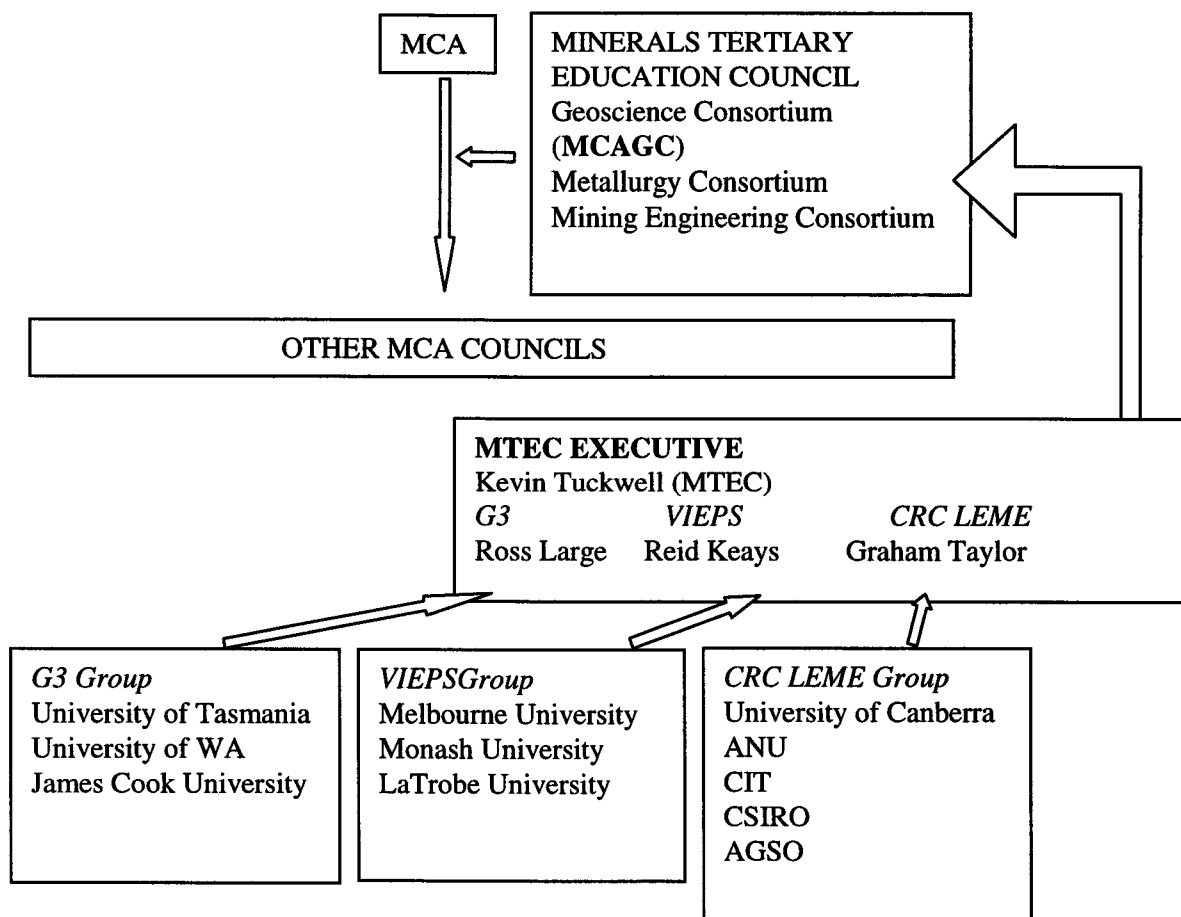 MCA
MINERALS TERTIARY
EDUCATION COUNCIL
Geoscience Consortium
(MCAGC)
Metallurgy Consortium
Mining Engineering Consortium
OTHER MCA COUNCILS
MTEC EXECUTIVE
Kevin Tuckwell (MTEC)
G3 VIEPS CRC LEME
Ross Large Reid Keays Graham Taylor
G3 Group
University of Tasmania
University of WA
James Cook University
VIEPSGroup
Melbourne University
Monash University
LaTrobe University
CRC LEME Group
University of Canberra
ANU
CIT
CSIRO
AGSO